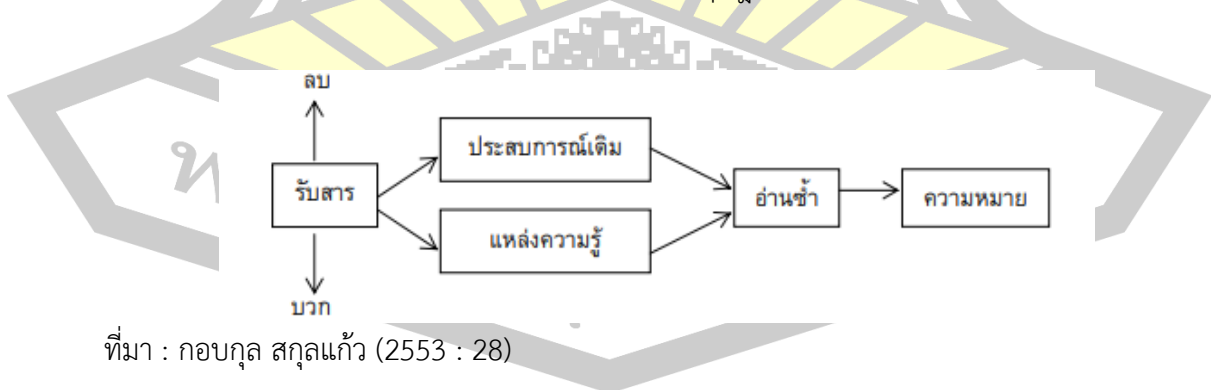 ลบ
ประสบการณ์เดิม
รับสาร
อ่านซ้ำ
ความหมาย
แหล่งความรู้
บวก
ที่มา : กอบกุล สกุลแก้ว (2553 : 28)